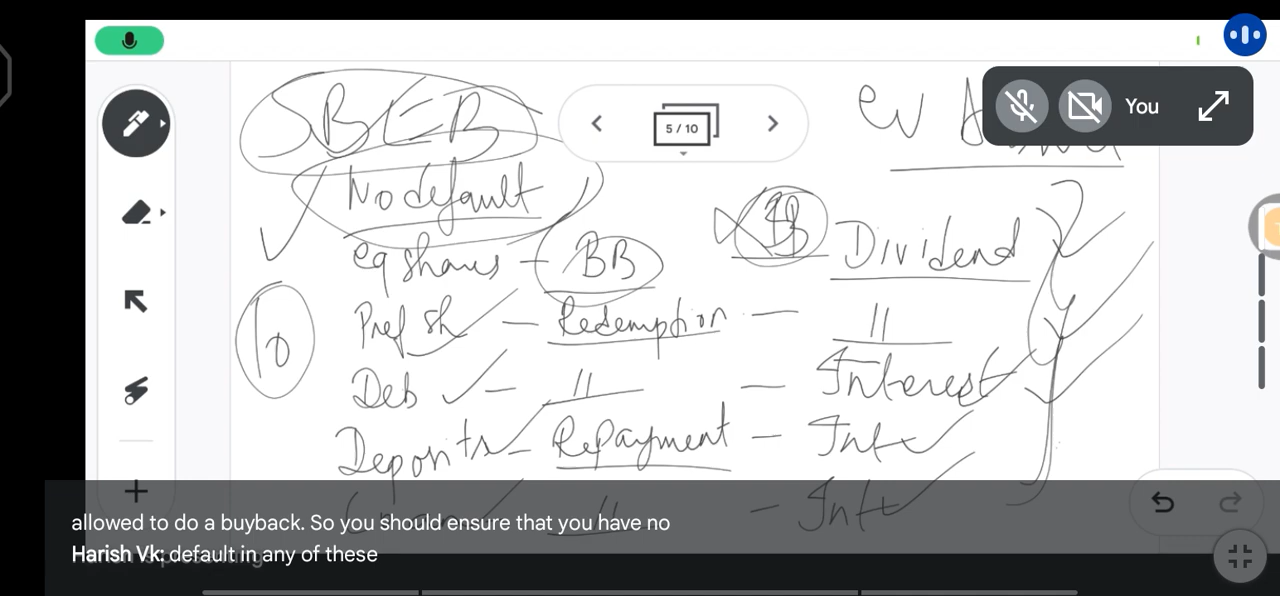 SBEB
5 / 10
ev
You
No default
eq shares - BB
Dividend
10
Pref sh - Redemption - "
Deb - " - Interest
Deposits - Repayment - Int
" - Int
allowed to do a buyback. So you should ensure that you have no
Harish Vk: default in any of these